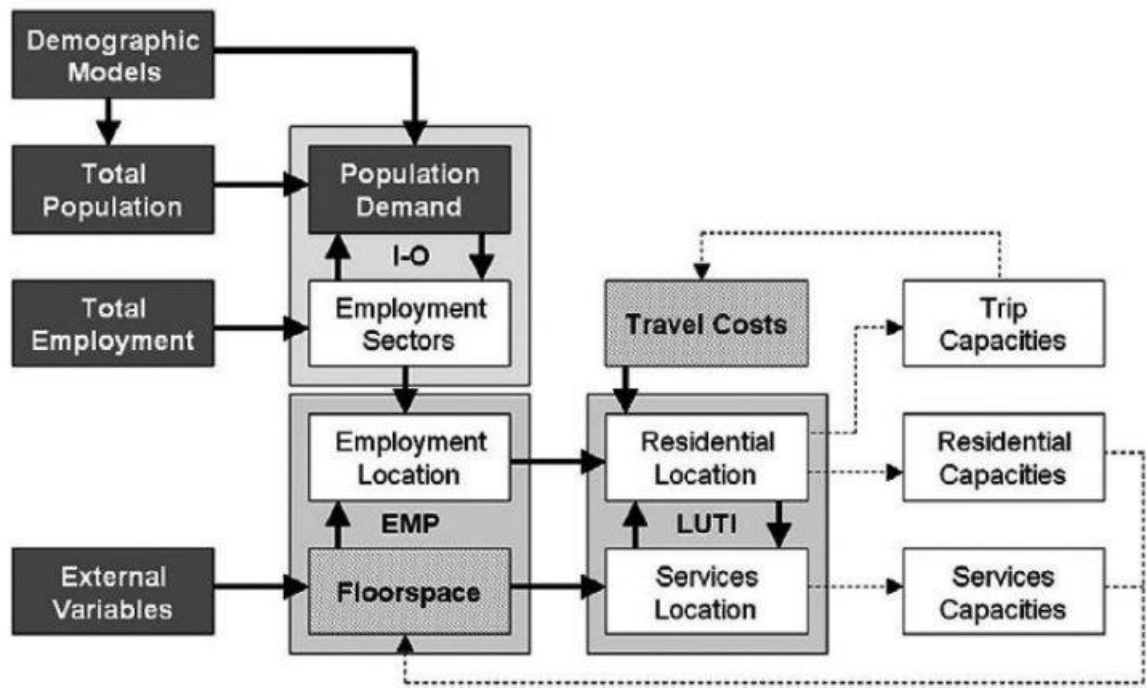 Demographic
Models
Total
Population
Population
Demand
I-O
Total
Employment
Employment
Sectors
Travel Costs
Trip
Capacities
Employment
Location
Residential
Location
Residential
Capacities
EMP
LUTI
External
Variables
Floorspace
Services
Location
Services
Capacities